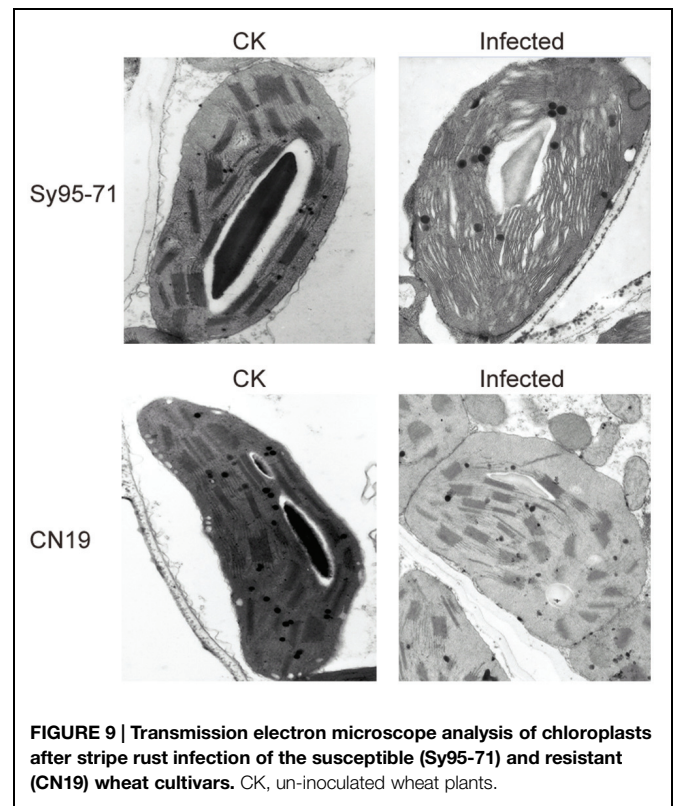 CK Infected
Sy95-71
CK Infected
CN19
FIGURE 9 | Transmission electron microscope analysis of chloroplasts
after stripe rust infection of the susceptible (Sy95-71) and resistant
(CN19) wheat cultivars. CK, un-inoculated wheat plants.